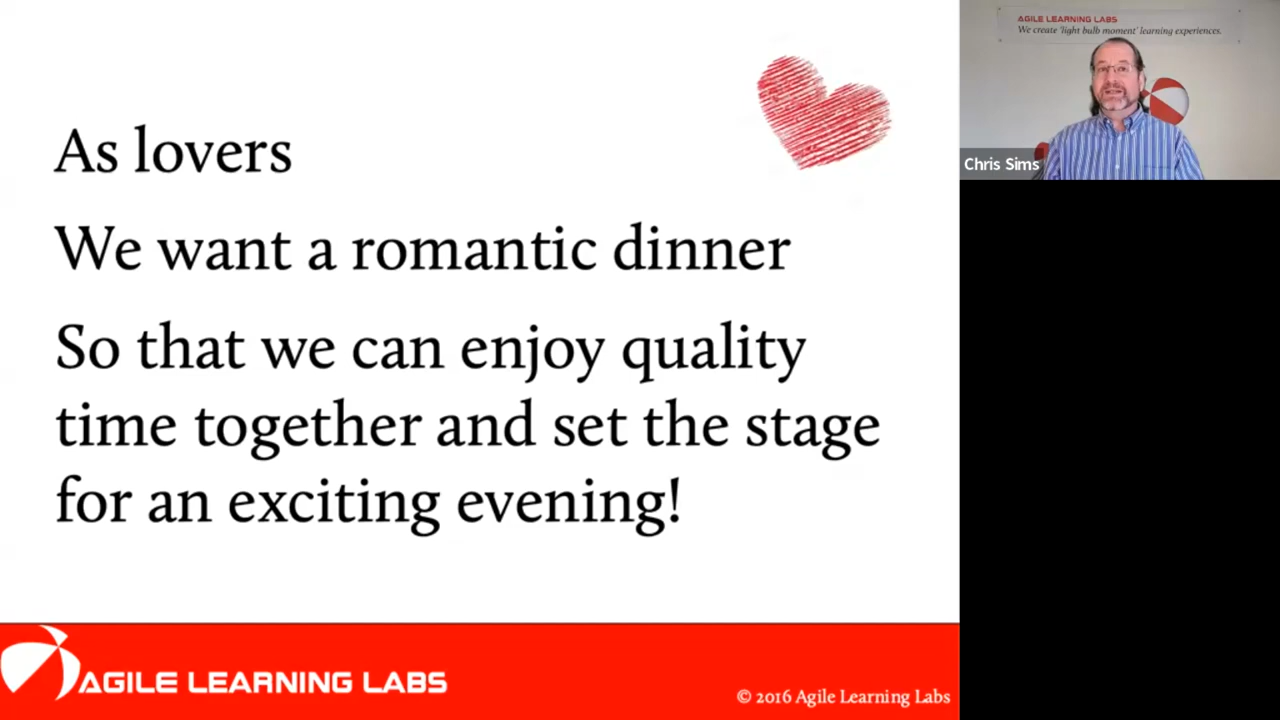 As lovers
We want a romantic dinner
So that we can enjoy quality
time together and set the stage
for an exciting evening!
AGILE LEARNING LABS
© 2016 Agile Learning Labs
AGILE LEARNING LABS
We create 'light bulb moment' learning experiences.
Chris Sims